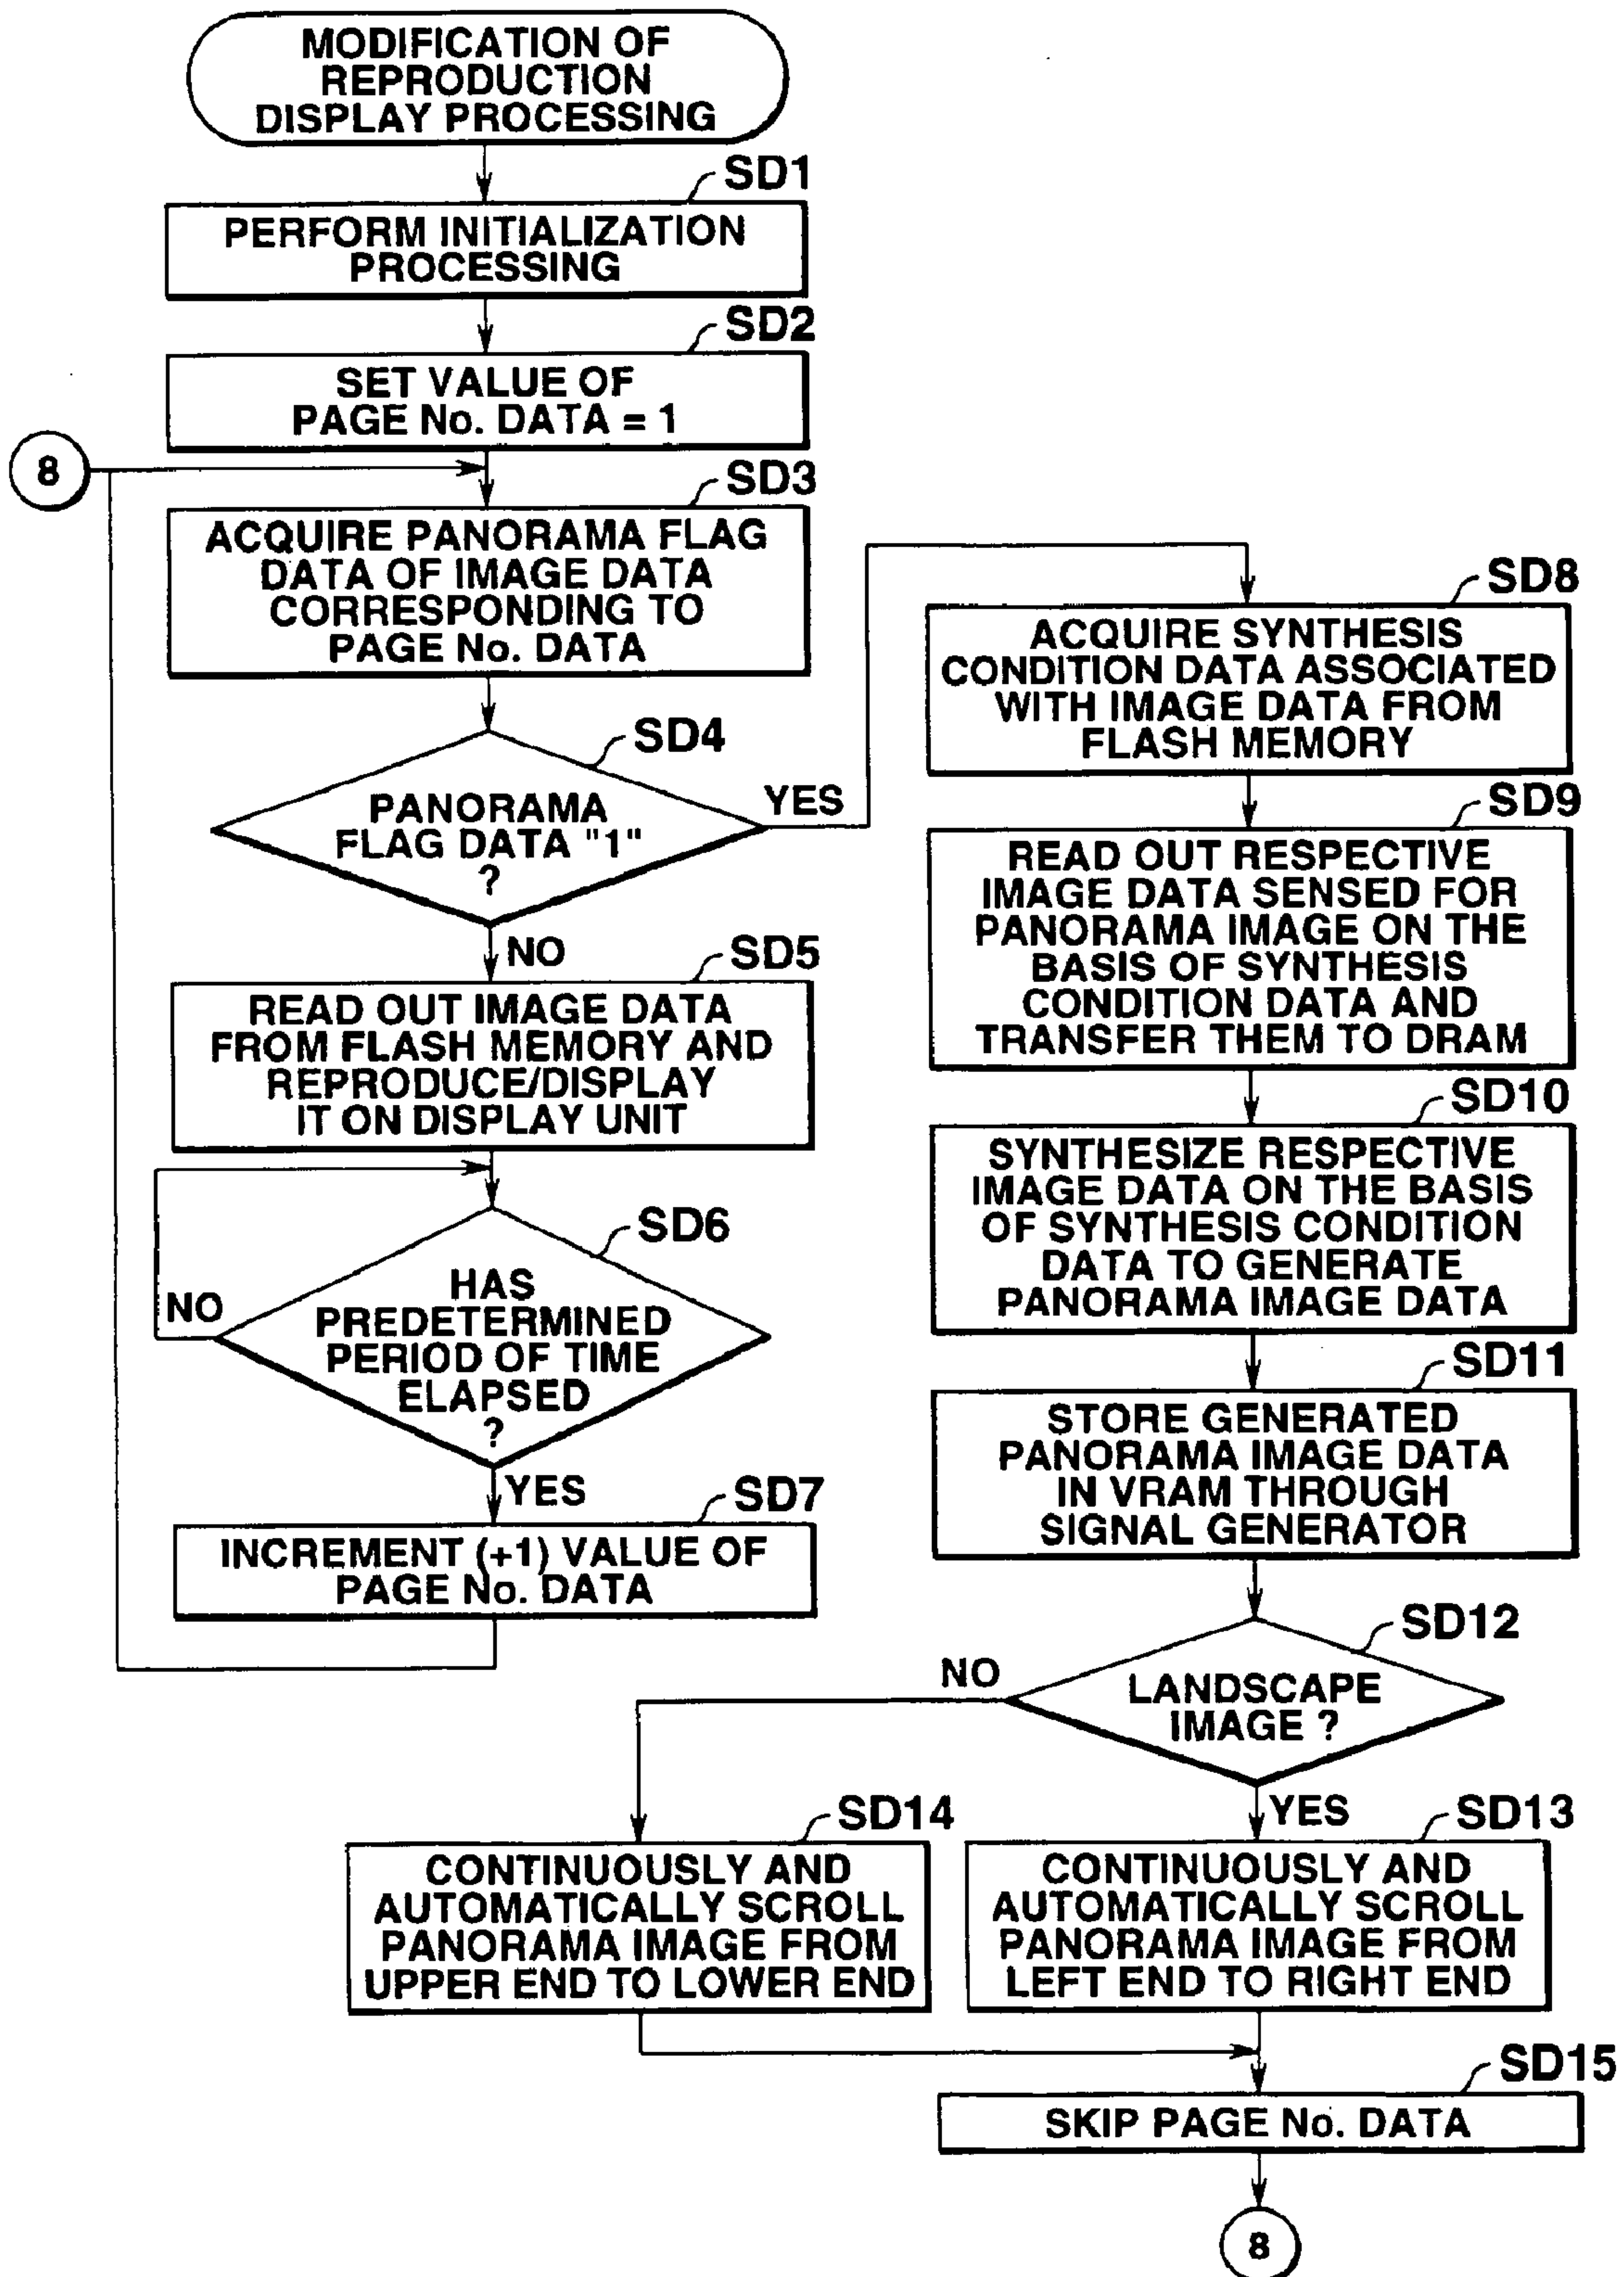 MODIFICATION OF
REPRODUCTION
DISPLAY PROCESSING
SD1
PERFORM INITIALIZATION
PROCESSING
SD2
SET VALUE OF
PAGE No. DATA = 1
8
SD3
ACQUIRE PANORAMA FLAG
DATA OF IMAGE DATA
CORRESPONDING TO
PAGE No. DATA
SD4
PANORAMA
FLAG DATA "1"
?
YES
NO
SD5
READ OUT IMAGE DATA
FROM FLASH MEMORY AND
REPRODUCE/DISPLAY
IT ON DISPLAY UNIT
SD6
HAS
PREDETERMINED
PERIOD OF TIME
ELAPSED
?
NO
YES
SD7
INCREMENT (+1) VALUE OF
PAGE No. DATA
SD8
ACQUIRE SYNTHESIS
CONDITION DATA ASSOCIATED
WITH IMAGE DATA FROM
FLASH MEMORY
SD9
READ OUT RESPECTIVE
IMAGE DATA SENSED FOR
PANORAMA IMAGE ON THE
BASIS OF SYNTHESIS
CONDITION DATA AND
TRANSFER THEM TO DRAM
SD10
SYNTHESIZE RESPECTIVE
IMAGE DATA ON THE BASIS
OF SYNTHESIS CONDITION
DATA TO GENERATE
PANORAMA IMAGE DATA
SD11
STORE GENERATED
PANORAMA IMAGE DATA
IN VRAM THROUGH
SIGNAL GENERATOR
SD12
LANDSCAPE
IMAGE ?
NO
YES
SD14
CONTINUOUSLY AND
AUTOMATICALLY SCROLL
PANORAMA IMAGE FROM
UPPER END TO LOWER END
SD13
CONTINUOUSLY AND
AUTOMATICALLY SCROLL
PANORAMA IMAGE FROM
LEFT END TO RIGHT END
SD15
SKIP PAGE No. DATA
8